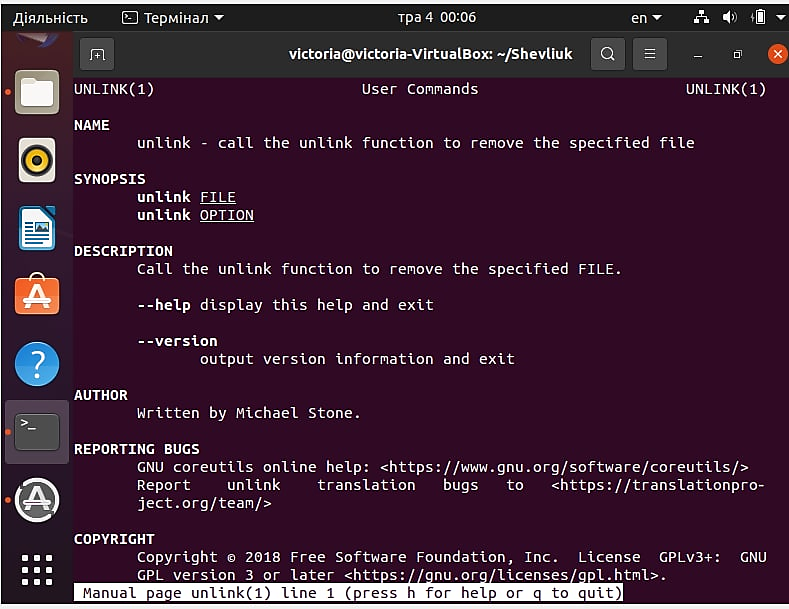 Діяльність Термінал тра 4 00:06 en
victoria@victoria-VirtualBox: ~/Shevliuk
UNLINK(1) User Commands UNLINK(1)
NAME
unlink - call the unlink function to remove the specified file
SYNOPSIS
unlink FILE
unlink OPTION
DESCRIPTION
Call the unlink function to remove the specified FILE.
--help display this help and exit
--version
output version information and exit
AUTHOR
Written by Michael Stone.
REPORTING BUGS
GNU coreutils online help: <https://www.gnu.org/software/coreutils/>
Report unlink translation bugs to <https://translationpro-
ject.org/team/>
COPYRIGHT
Copyright © 2018 Free Software Foundation, Inc. License GPLv3+: GNU
GPL version 3 or later <https://gnu.org/licenses/gpl.html>.
Manual page unlink(1) line 1 (press h for help or q to quit)